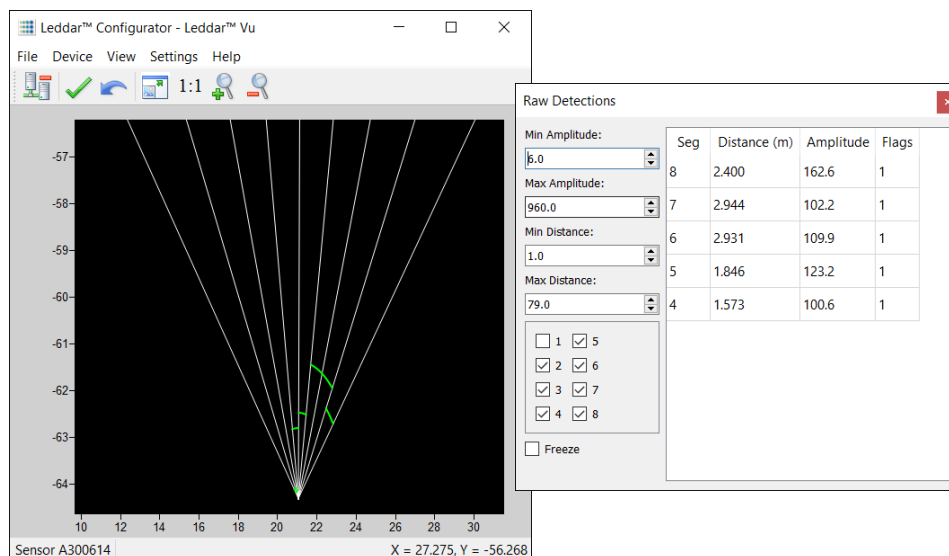 Leddar™ Configurator - Leddar™ Vu
File Device View Settings Help
1:1
-57
-58
-59
-60
-61
-62
-63
-64
10 12 14 16 18 20 22 24 26 28 30
Sensor A300614 X = 27.275, Y = -56.268
Raw Detections
Min Amplitude:
6.0
Max Amplitude:
960.0
Min Distance:
1.0
Max Distance:
79.0
1 5
2 6
3 7
4 8
Freeze
Seg Distance (m) Amplitude Flags
8 2.400 162.6 1
7 2.944 102.2 1
6 2.931 109.9 1
5 1.846 123.2 1
4 1.573 100.6 1